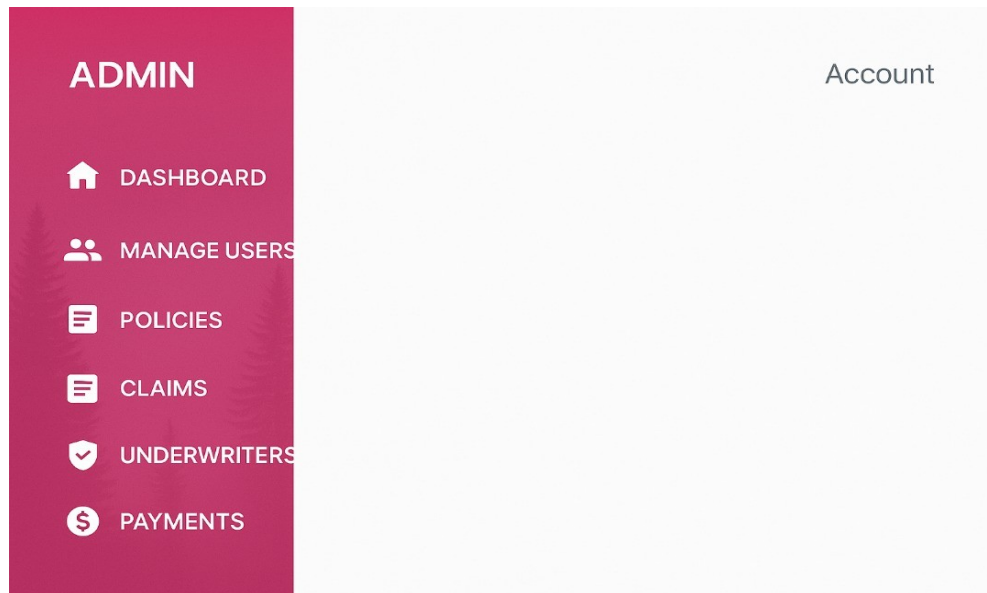 ADMIN
Account
DASHBOARD
MANAGE USERS
POLICIES
CLAIMS
UNDERWRITERS
PAYMENTS